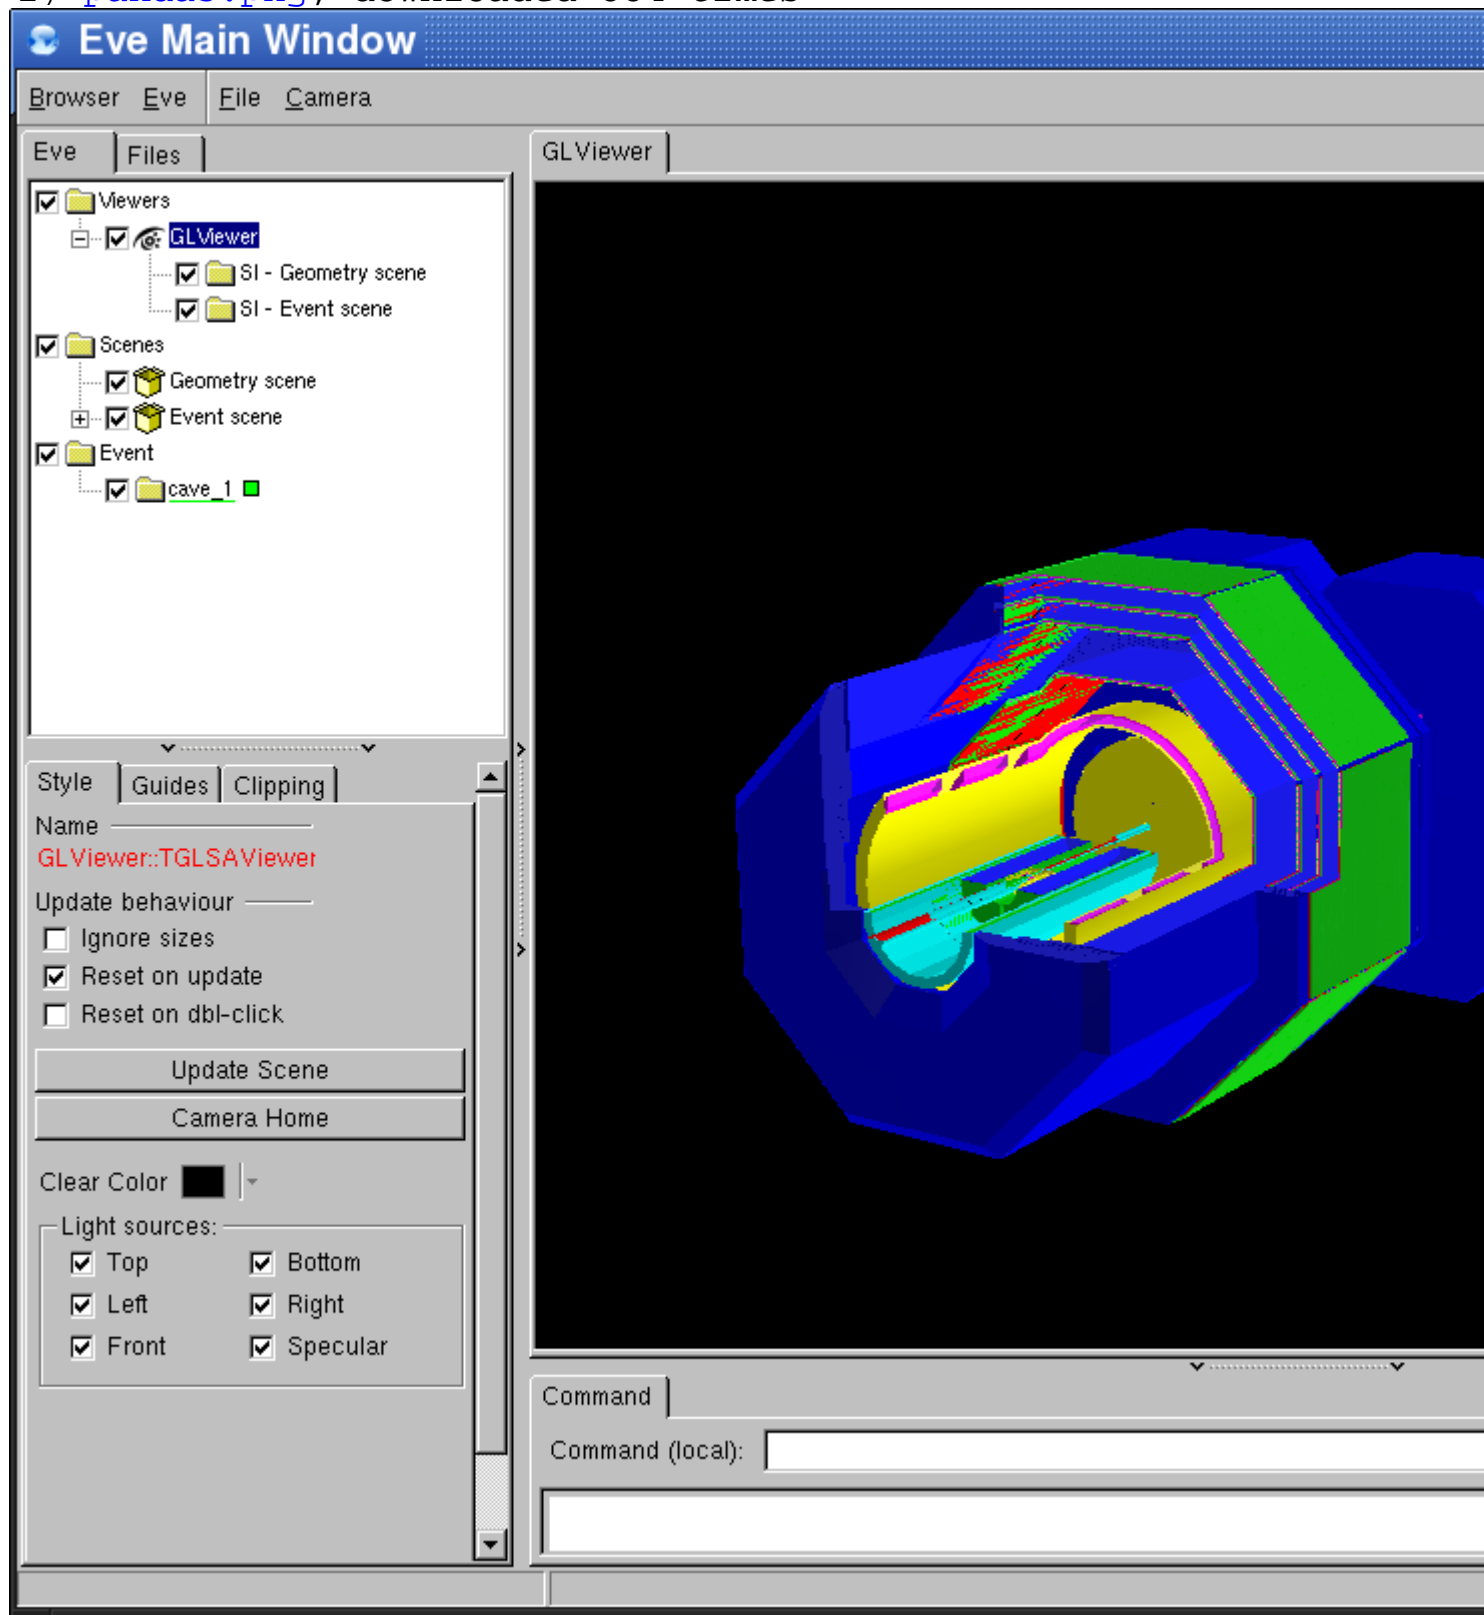 Eve Main Window
Browser Eve File Camera
Eve Files
GLViewer
Viewers
GLViewer
SI - Geometry scene
SI - Event scene
Scenes
Geometry scene
Event scene
Event
cave_1
Style Guides Clipping
Name
GLViewer::TGLSAViewer
Update behaviour
Ignore sizes
Reset on update
Reset on dbl-click
Update Scene
Camera Home
Clear Color
Light sources:
Top Bottom
Left Right
Front Specular
Command
Command (local):